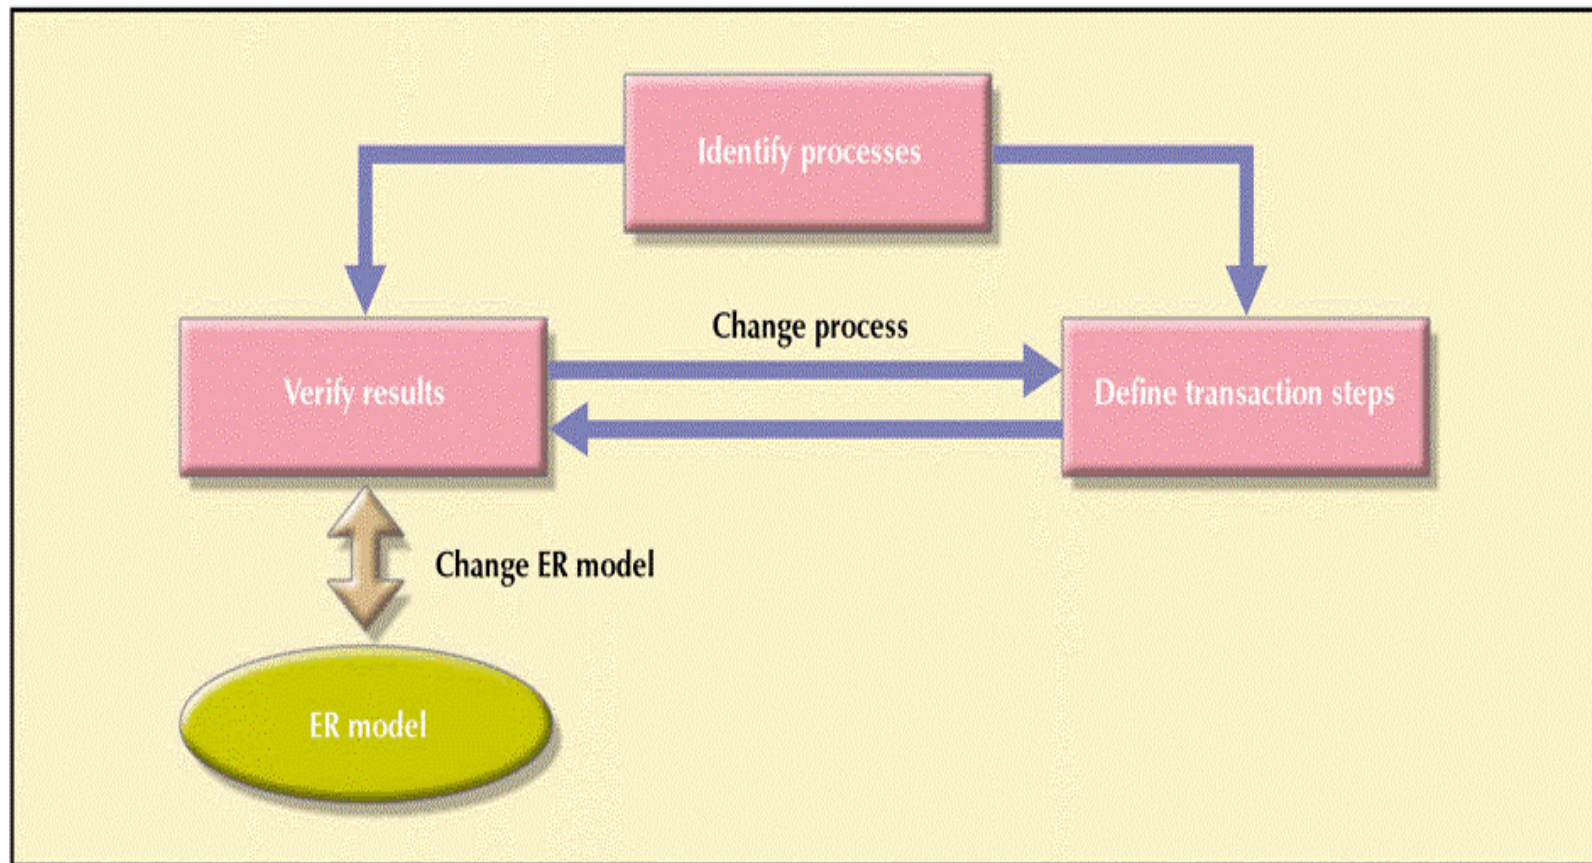 Identify processes
Change process
Verify results
Define transaction steps
Change ER model
ER model